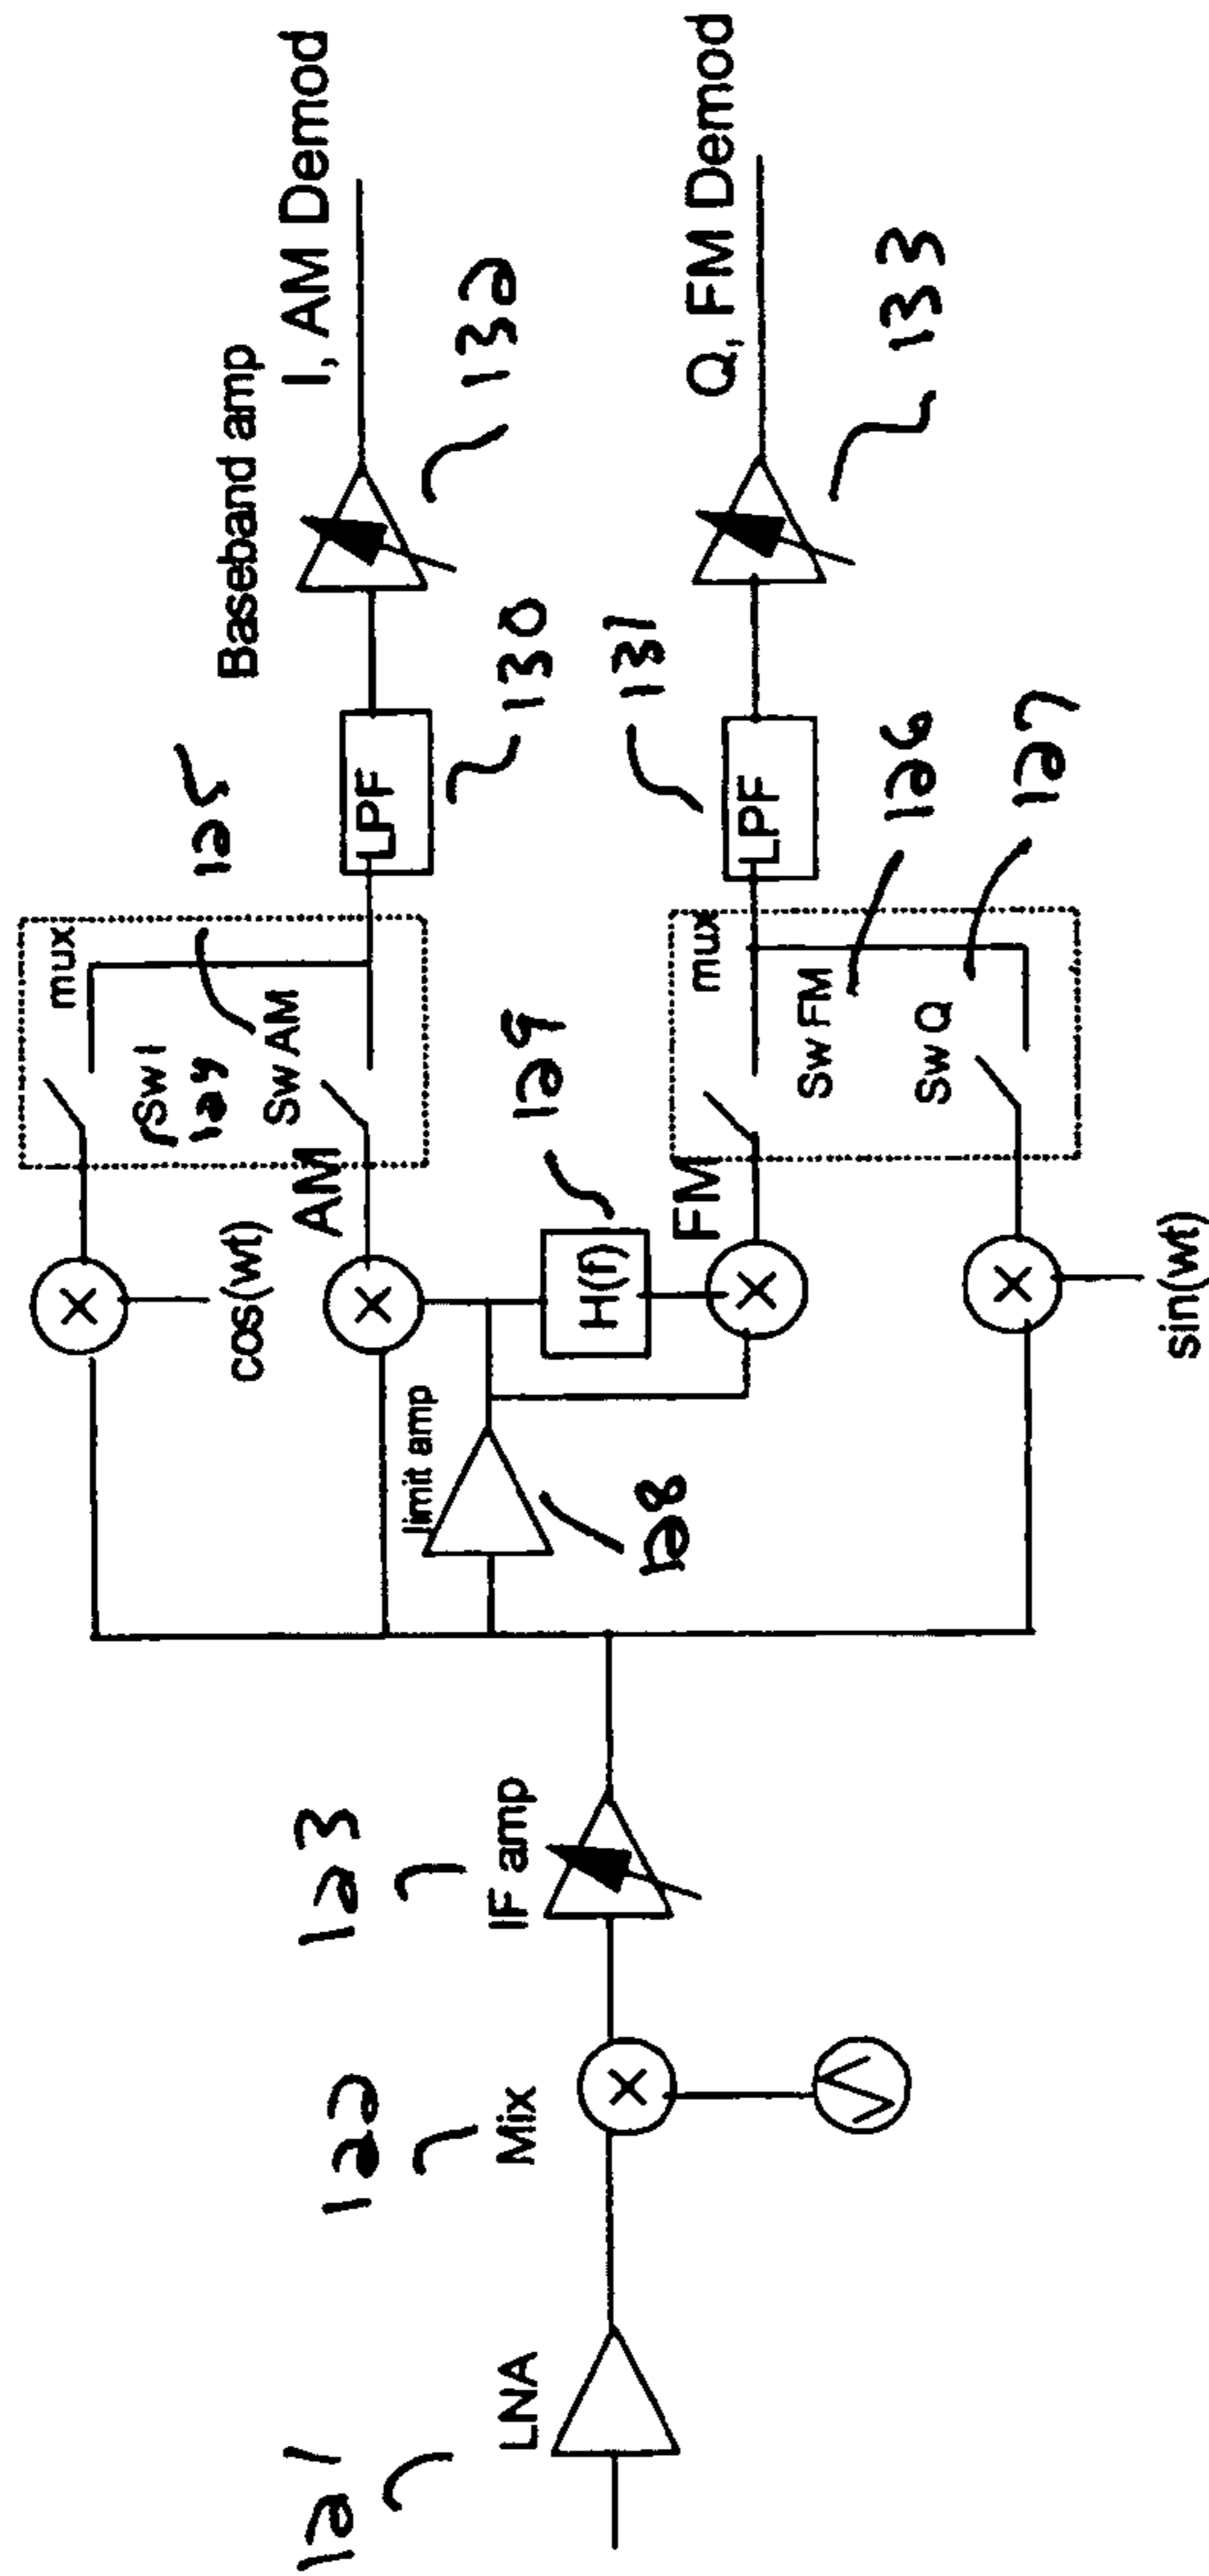 121
LNA
122
Mix
123
IF amp
128
limit amp
cos(wt)
AM
129
H(f)
FM
sin(wt)
mux
Sw I
124
Sw AM
125
mux
Sw FM
126
Sw Q
127
LPF
130
LPF
131
Baseband amp
132
133
I, AM Demod
Q, FM Demod